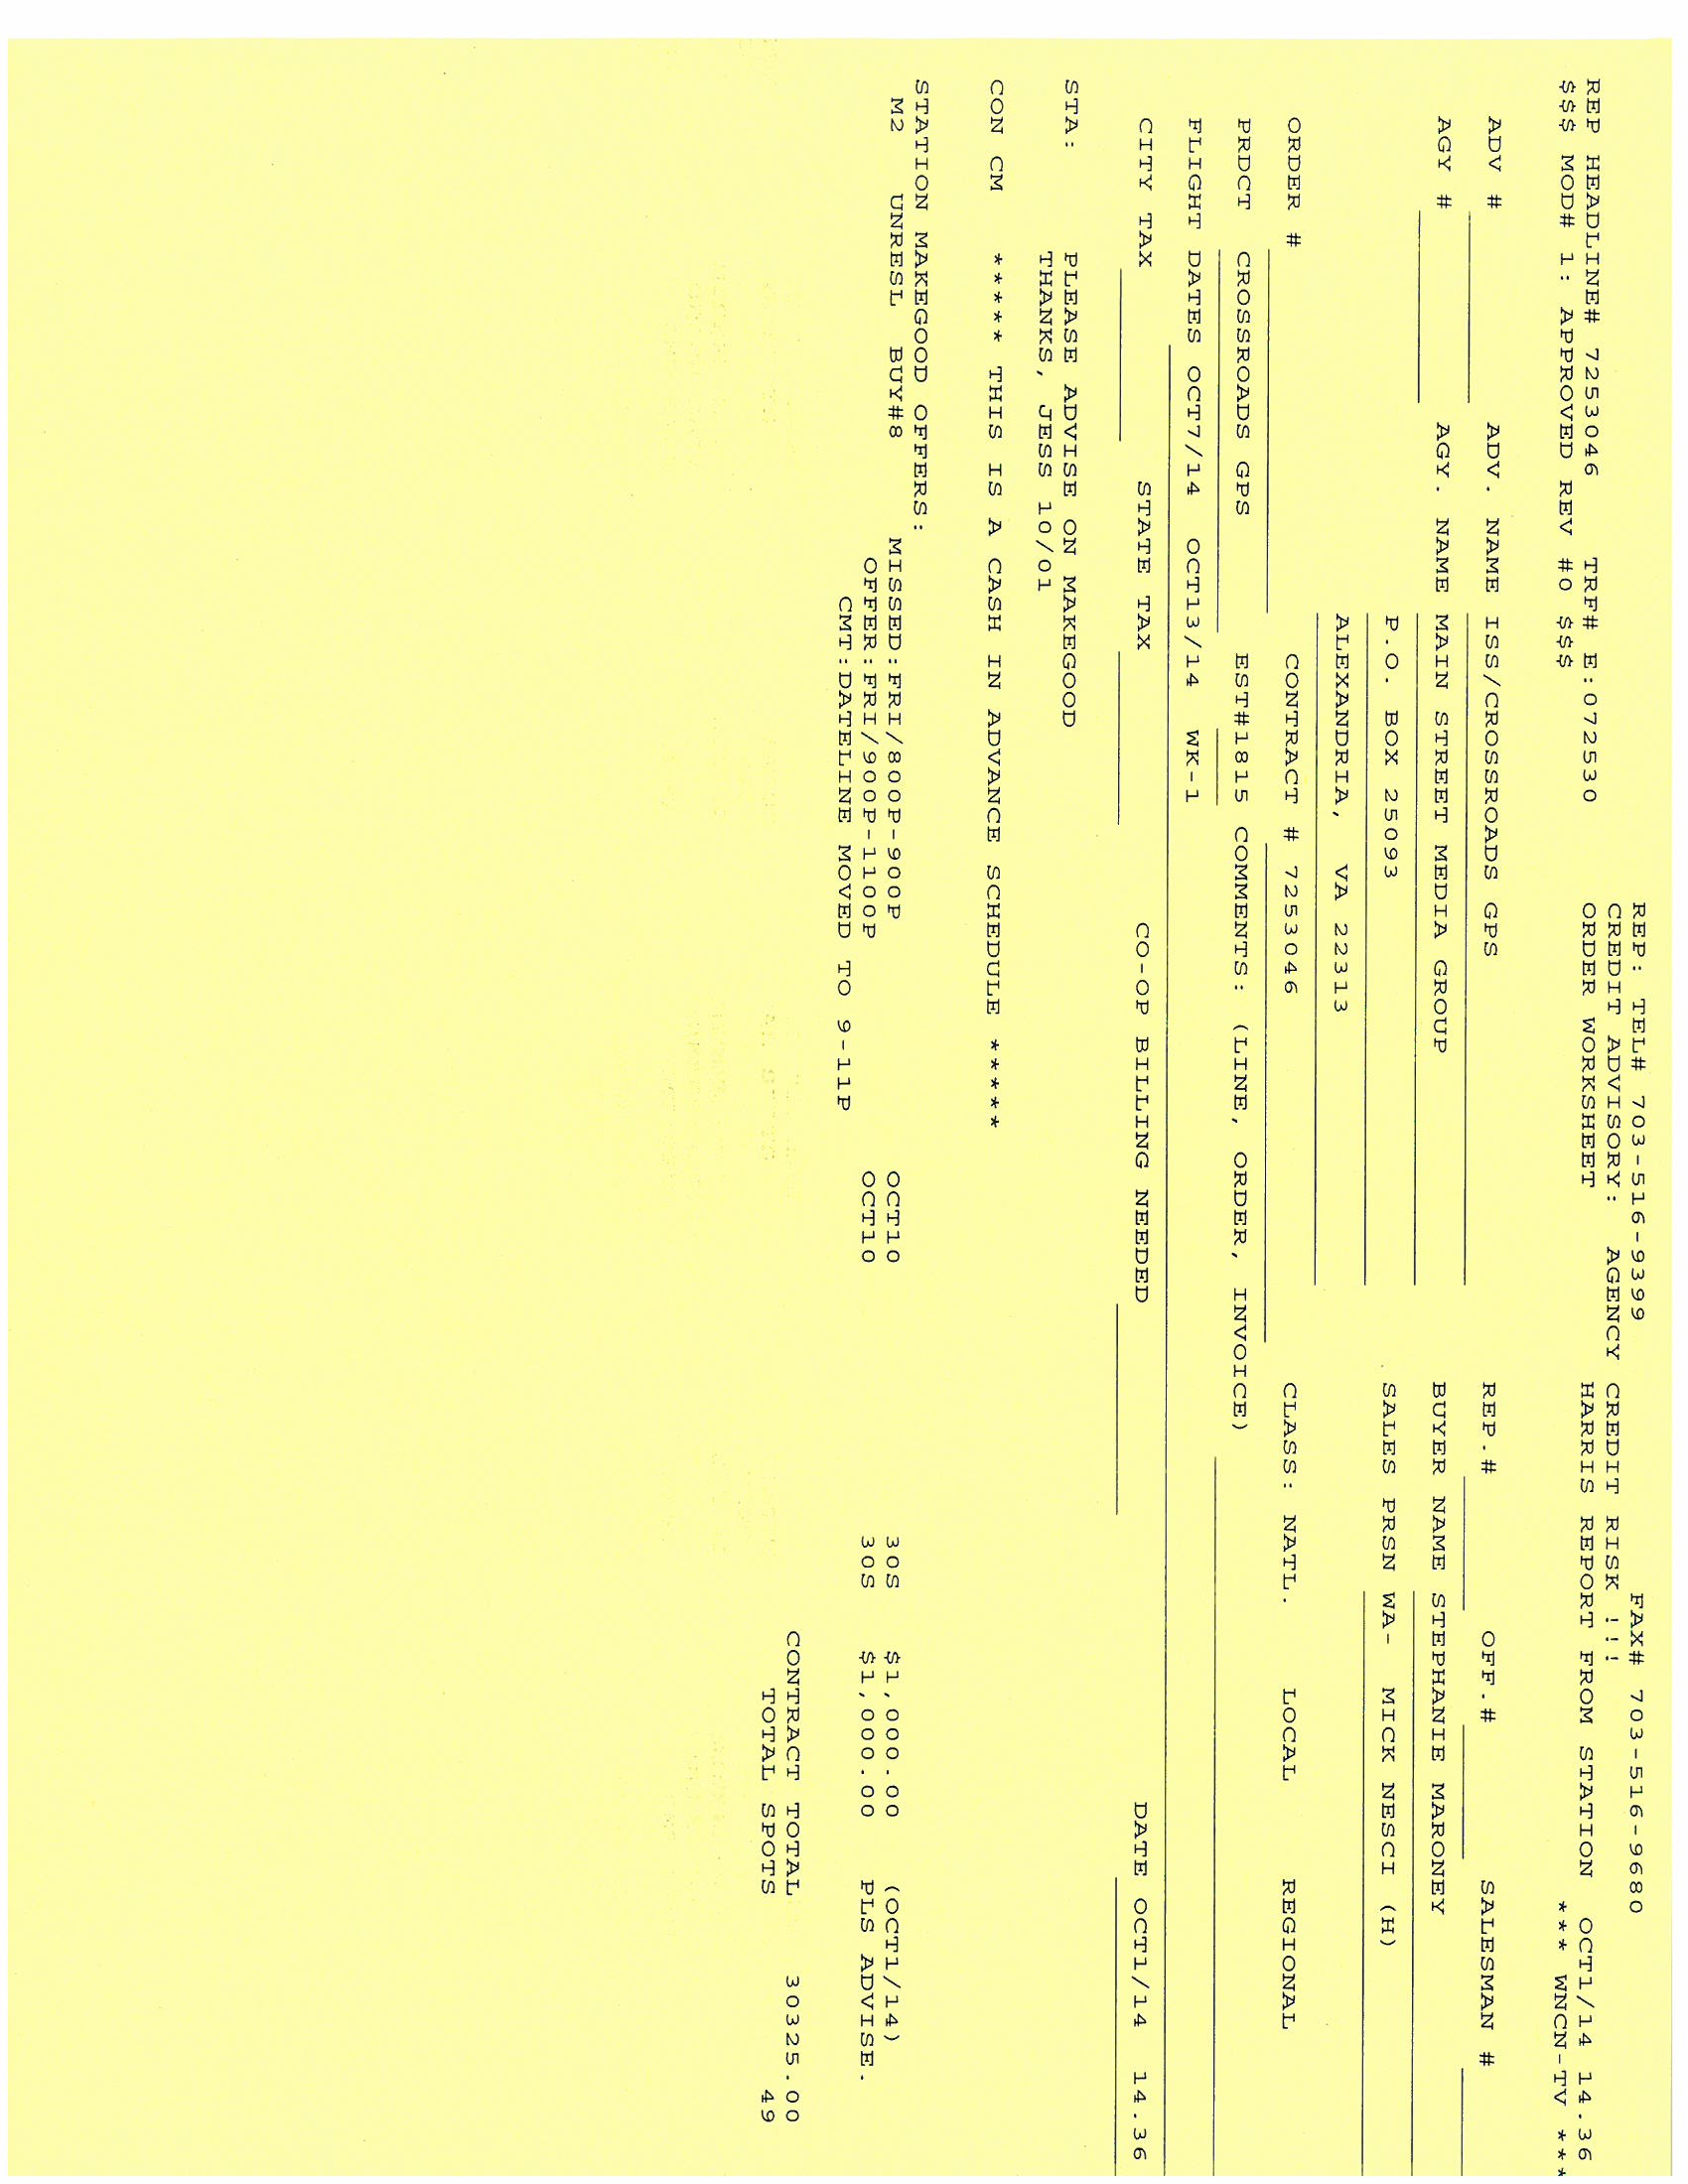 REP: TEL# 703-516-9399 FAX# 703-516-9680
CREDIT ADVISORY: AGENCY CREDIT RISK !!!
REP HEADLINE# 7253046 TRF# E:072530 ORDER WORKSHEET HARRIS REPORT FROM STATION OCT1/14 14.36
$$$ MOD# 1: APPROVED REV #0 $$$ *** WNCN-TV ***
ADV # ADV. NAME ISS/CROSSROADS GPS REP.# OFF.# SALESMAN #
AGY # AGY. NAME MAIN STREET MEDIA GROUP BUYER NAME STEPHANIE MARONEY
P.O. BOX 25093 SALES PRSN WA- MICK NESCI (H)
ALEXANDRIA, VA 22313
ORDER # CONTRACT # 7253046 CLASS: NATL. LOCAL REGIONAL
PRDCT CROSSROADS GPS EST#1815 COMMENTS: (LINE, ORDER, INVOICE)
FLIGHT DATES OCT7/14 OCT13/14 WK-1
CITY TAX STATE TAX CO-OP BILLING NEEDED DATE OCT1/14 14.36
STA: PLEASE ADVISE ON MAKEGOOD
THANKS, JESS 10/01
CON CM ***** THIS IS A CASH IN ADVANCE SCHEDULE *****
STATION MAKEGOOD OFFERS:
M2 UNRESL BUY#8 MISSED:FRI/800P-900P OCT10 30S $1,000.00 (OCT1/14)
OFFER:FRI/900P-1100P OCT10 30S $1,000.00 PLS ADVISE.
CMT:DATELINE MOVED TO 9-11P
CONTRACT TOTAL 30325.00
TOTAL SPOTS 49